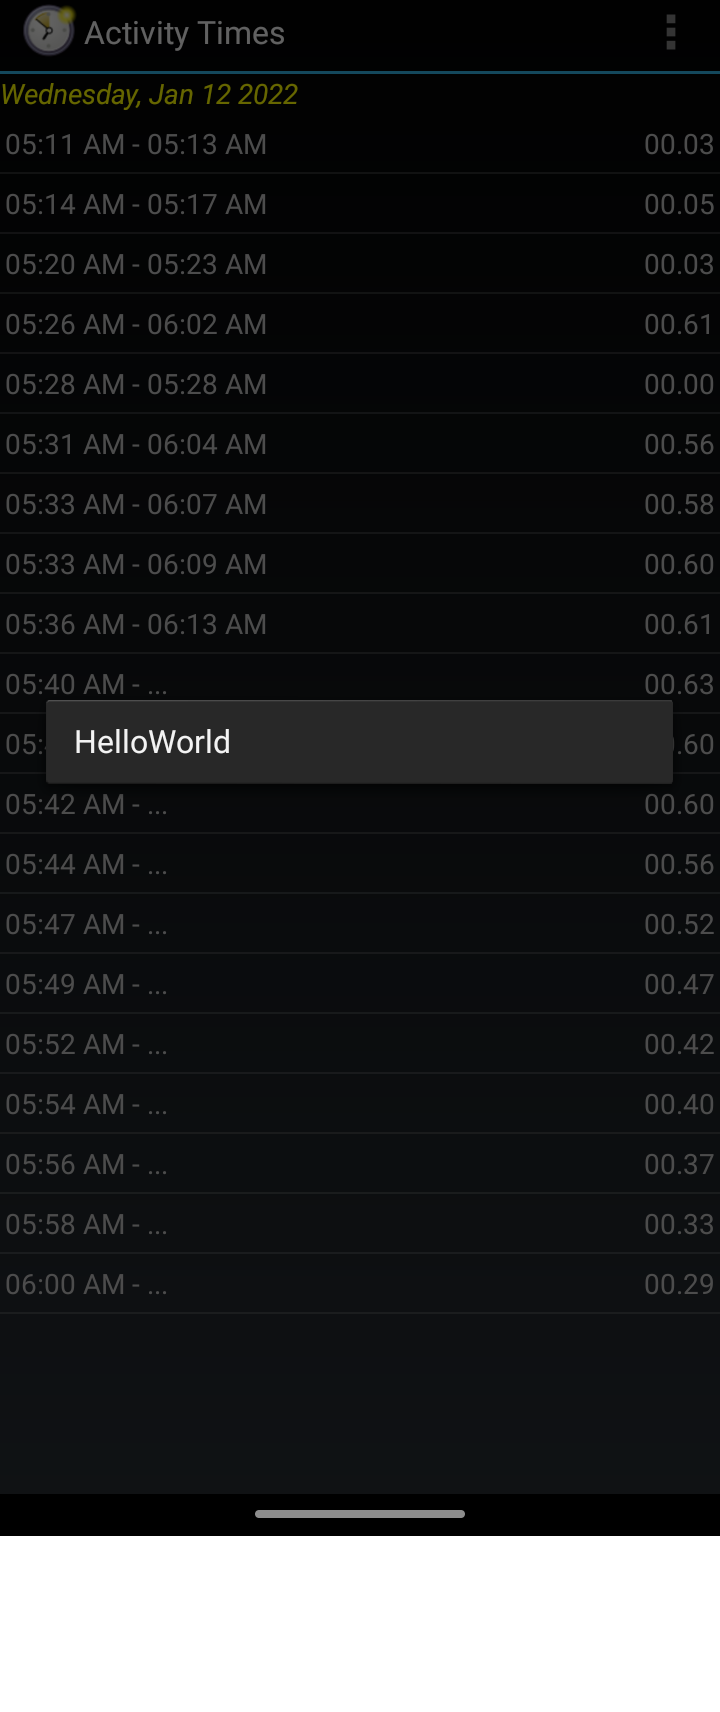 Activity Times
Wednesday, Jan 12 2022
05:11 AM - 05:13 AM 00.03
05:14 AM - 05:17 AM 00.05
05:20 AM - 05:23 AM 00.03
05:26 AM - 06:02 AM 00.61
05:28 AM - 05:28 AM 00.00
05:31 AM - 06:04 AM 00.56
05:33 AM - 06:07 AM 00.58
05:33 AM - 06:09 AM 00.60
05:36 AM - 06:13 AM 00.61
05:40 AM - ... 00.63
05: .60
HelloWorld
05:42 AM - ... 00.60
05:44 AM - ... 00.56
05:47 AM - ... 00.52
05:49 AM - ... 00.47
05:52 AM - ... 00.42
05:54 AM - ... 00.40
05:56 AM - ... 00.37
05:58 AM - ... 00.33
06:00 AM - ... 00.29